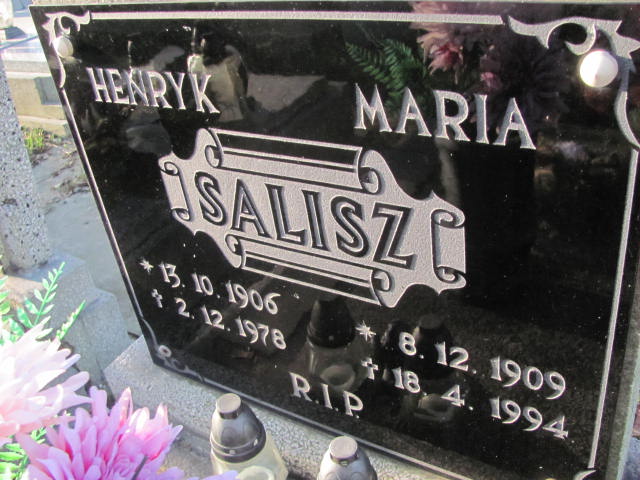 HENRYK MARIA
SALISZ
* 13.10.1906 * 8.12.1909
† 2.12.1978 † 18.4.1994
R.I.P.